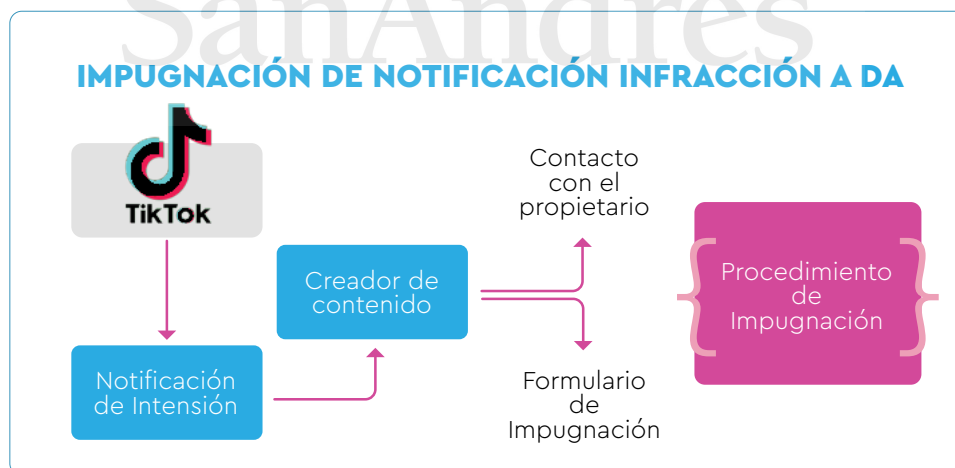 SanAndrés
IMPUGNACIÓN DE NOTIFICACIÓN INFRACCIÓN A DA
TikTok
Notificación
de Intensión
Creador de
contenido
Contacto
con el
propietario
Formulario
de
Impugnación
Procedimiento
de
Impugnación